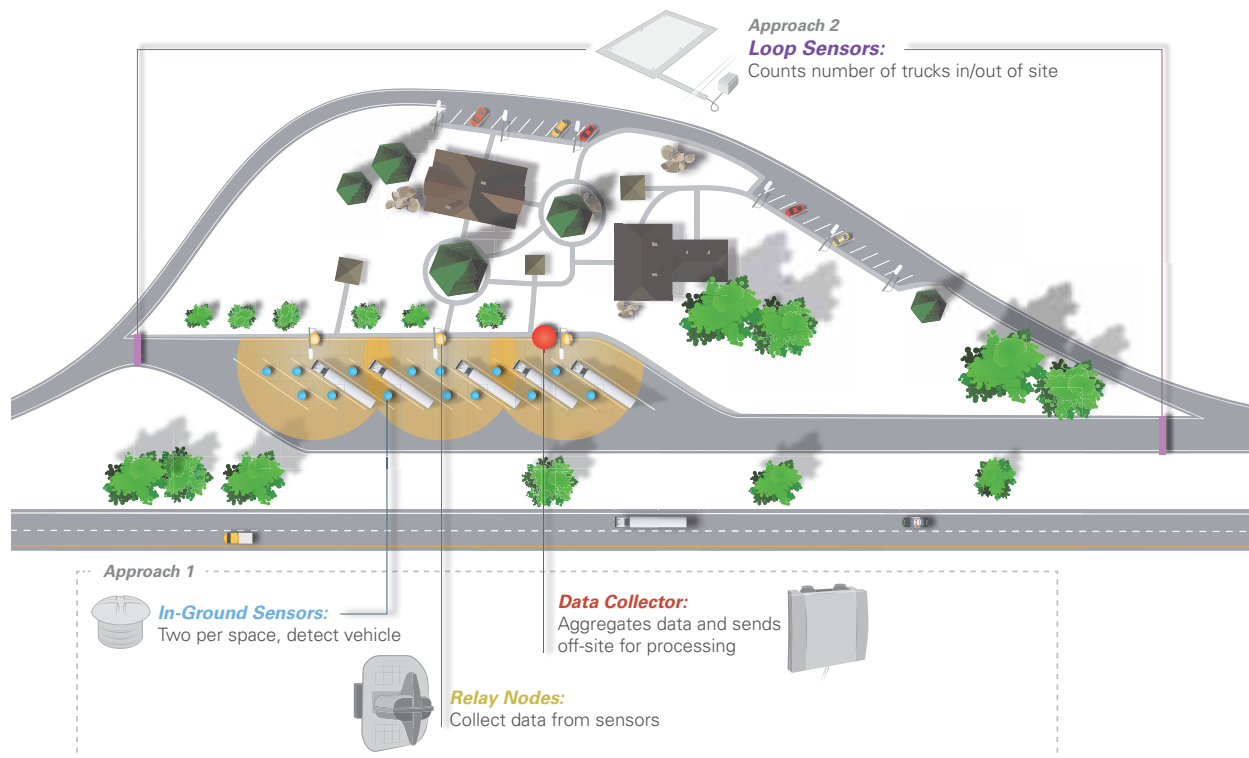 Approach 2
Loop Sensors:
Counts number of trucks in/out of site
Approach 1
In-Ground Sensors:
Two per space, detect vehicle
Data Collector:
Aggregates data and sends
off-site for processing
Relay Nodes:
Collect data from sensors